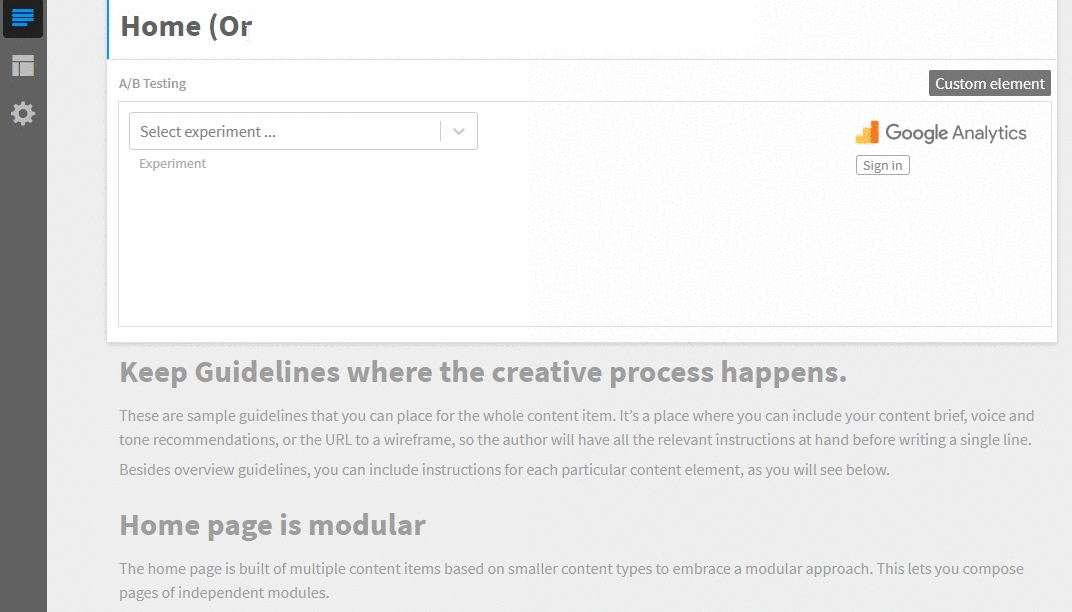 Home (Or
A/B Testing
Custom element
Select experiment ...
Experiment
Google Analytics
Sign in
Keep Guidelines where the creative process happens.
These are sample guidelines that you can place for the whole content item. It’s a place where you can include your content brief, voice and
tone recommendations, or the URL to a wireframe, so the author will have all the relevant instructions at hand before writing a single line.
Besides overview guidelines, you can include instructions for each particular content element, as you will see below.
Home page is modular
The home page is built of multiple content items based on smaller content types to embrace a modular approach. This lets you compose
pages of independent modules.